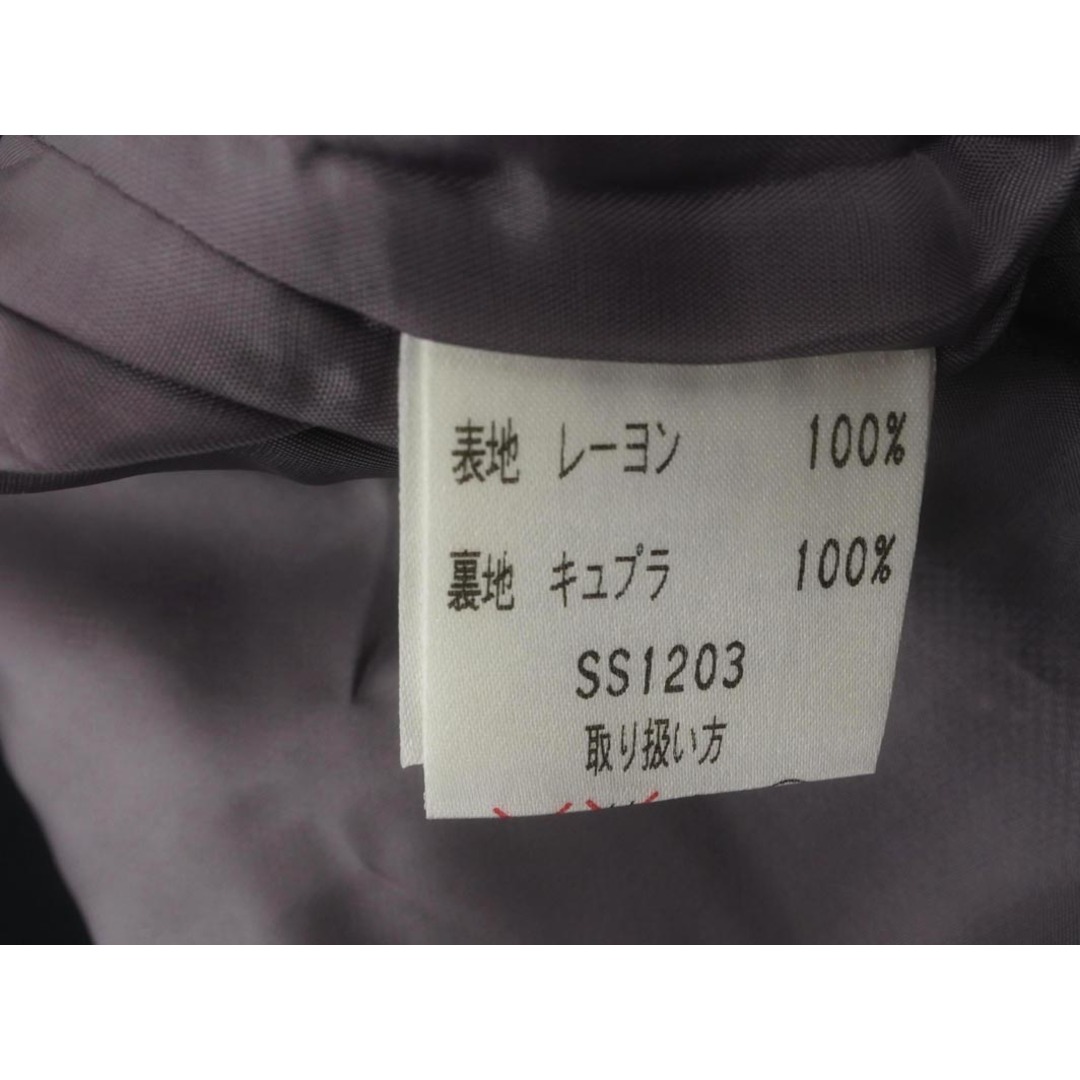 表地 レーヨン 100%
裏地 キュプラ 100%
SS1203
取り扱い方